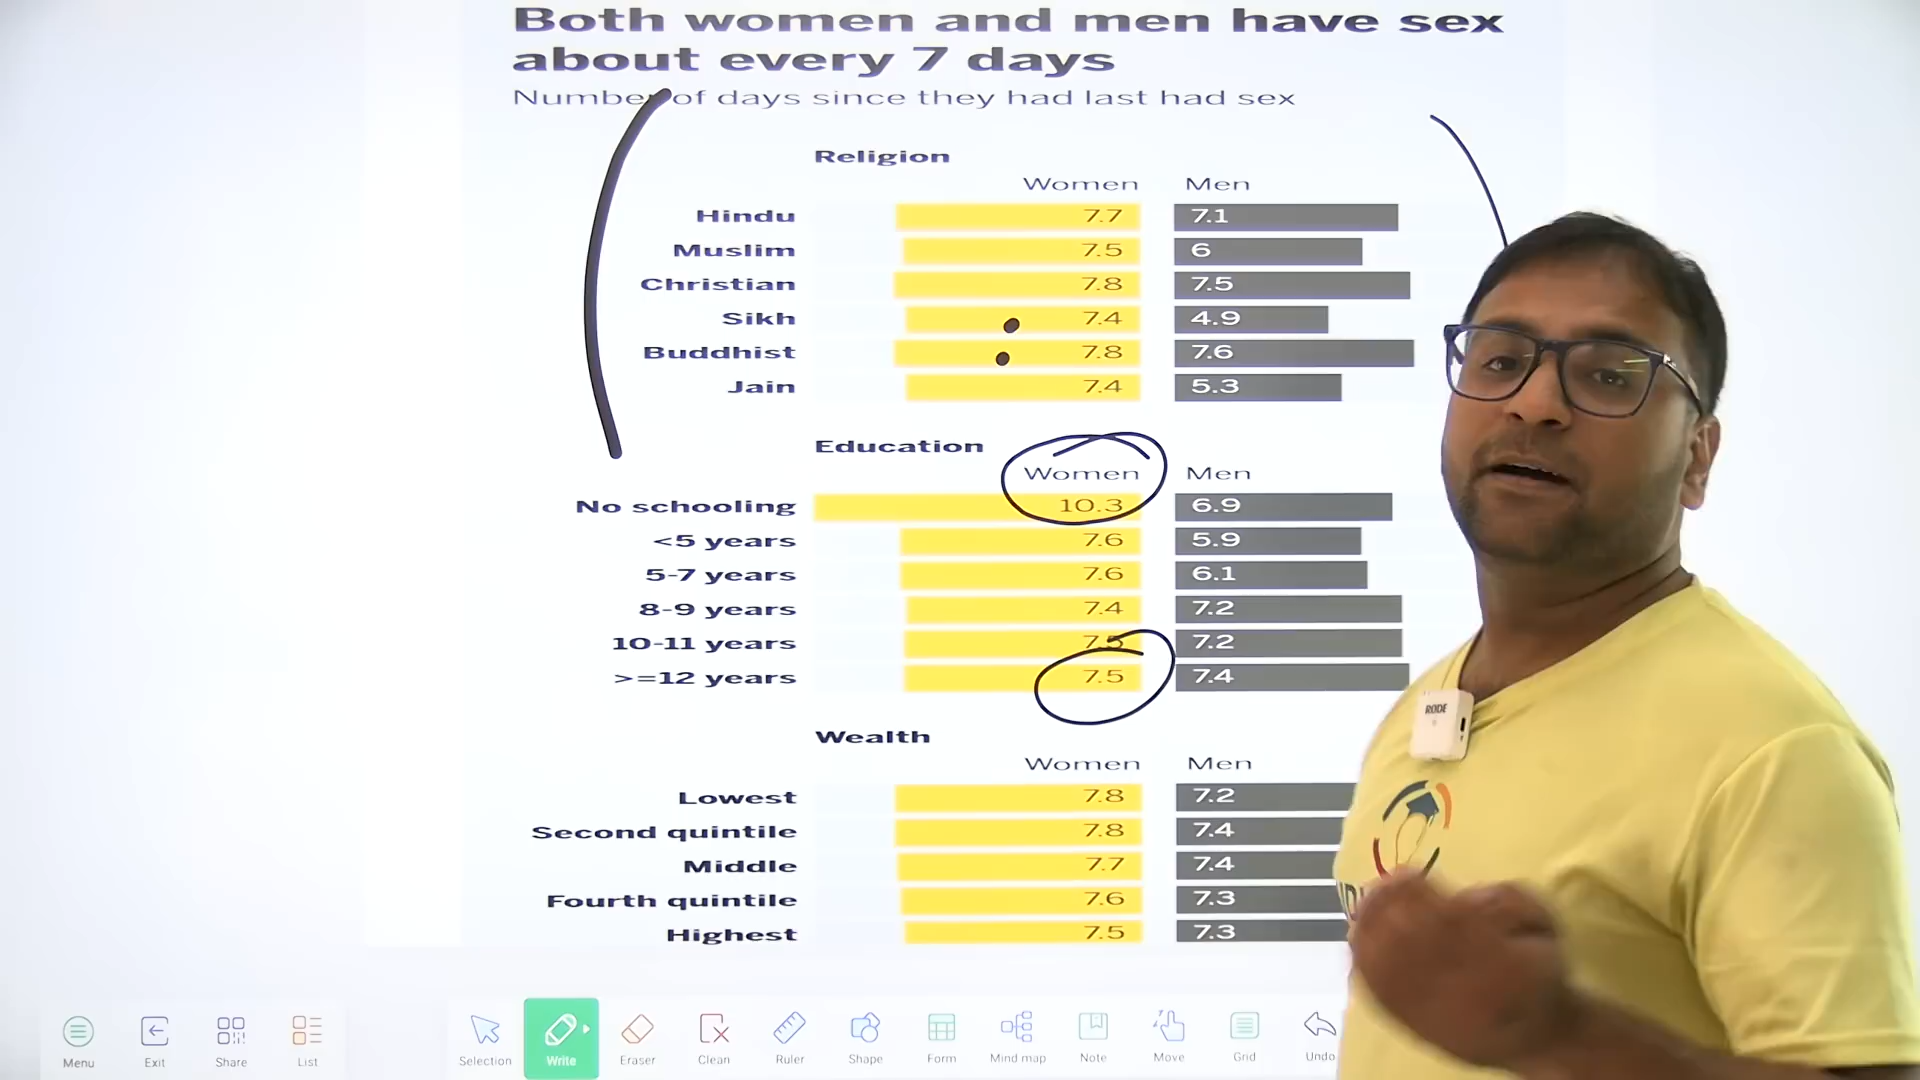 Both women and men have sex
about every 7 days
Number of days since they had last had sex
Religion
Women Men
Hindu 7.7 7.1
Muslim 7.5 6
Christian 7.8 7.5
Sikh 7.4 4.9
Buddhist 7.8 7.6
Jain 7.4 5.3
Education
Women Men
No schooling 10.3 6.9
<5 years 7.6 5.9
5-7 years 7.6 6.1
8-9 years 7.4 7.2
10-11 years 7.5 7.2
>=12 years 7.5 7.4
Wealth
Women Men
Lowest 7.8 7.2
Second quintile 7.8 7.4
Middle 7.7 7.4
Fourth quintile 7.6 7.3
Highest 7.5 7.3
RODE
Menu Exit Share List Selection Write Eraser Clean Ruler Shape Form Mind map Note Move Grid Undo